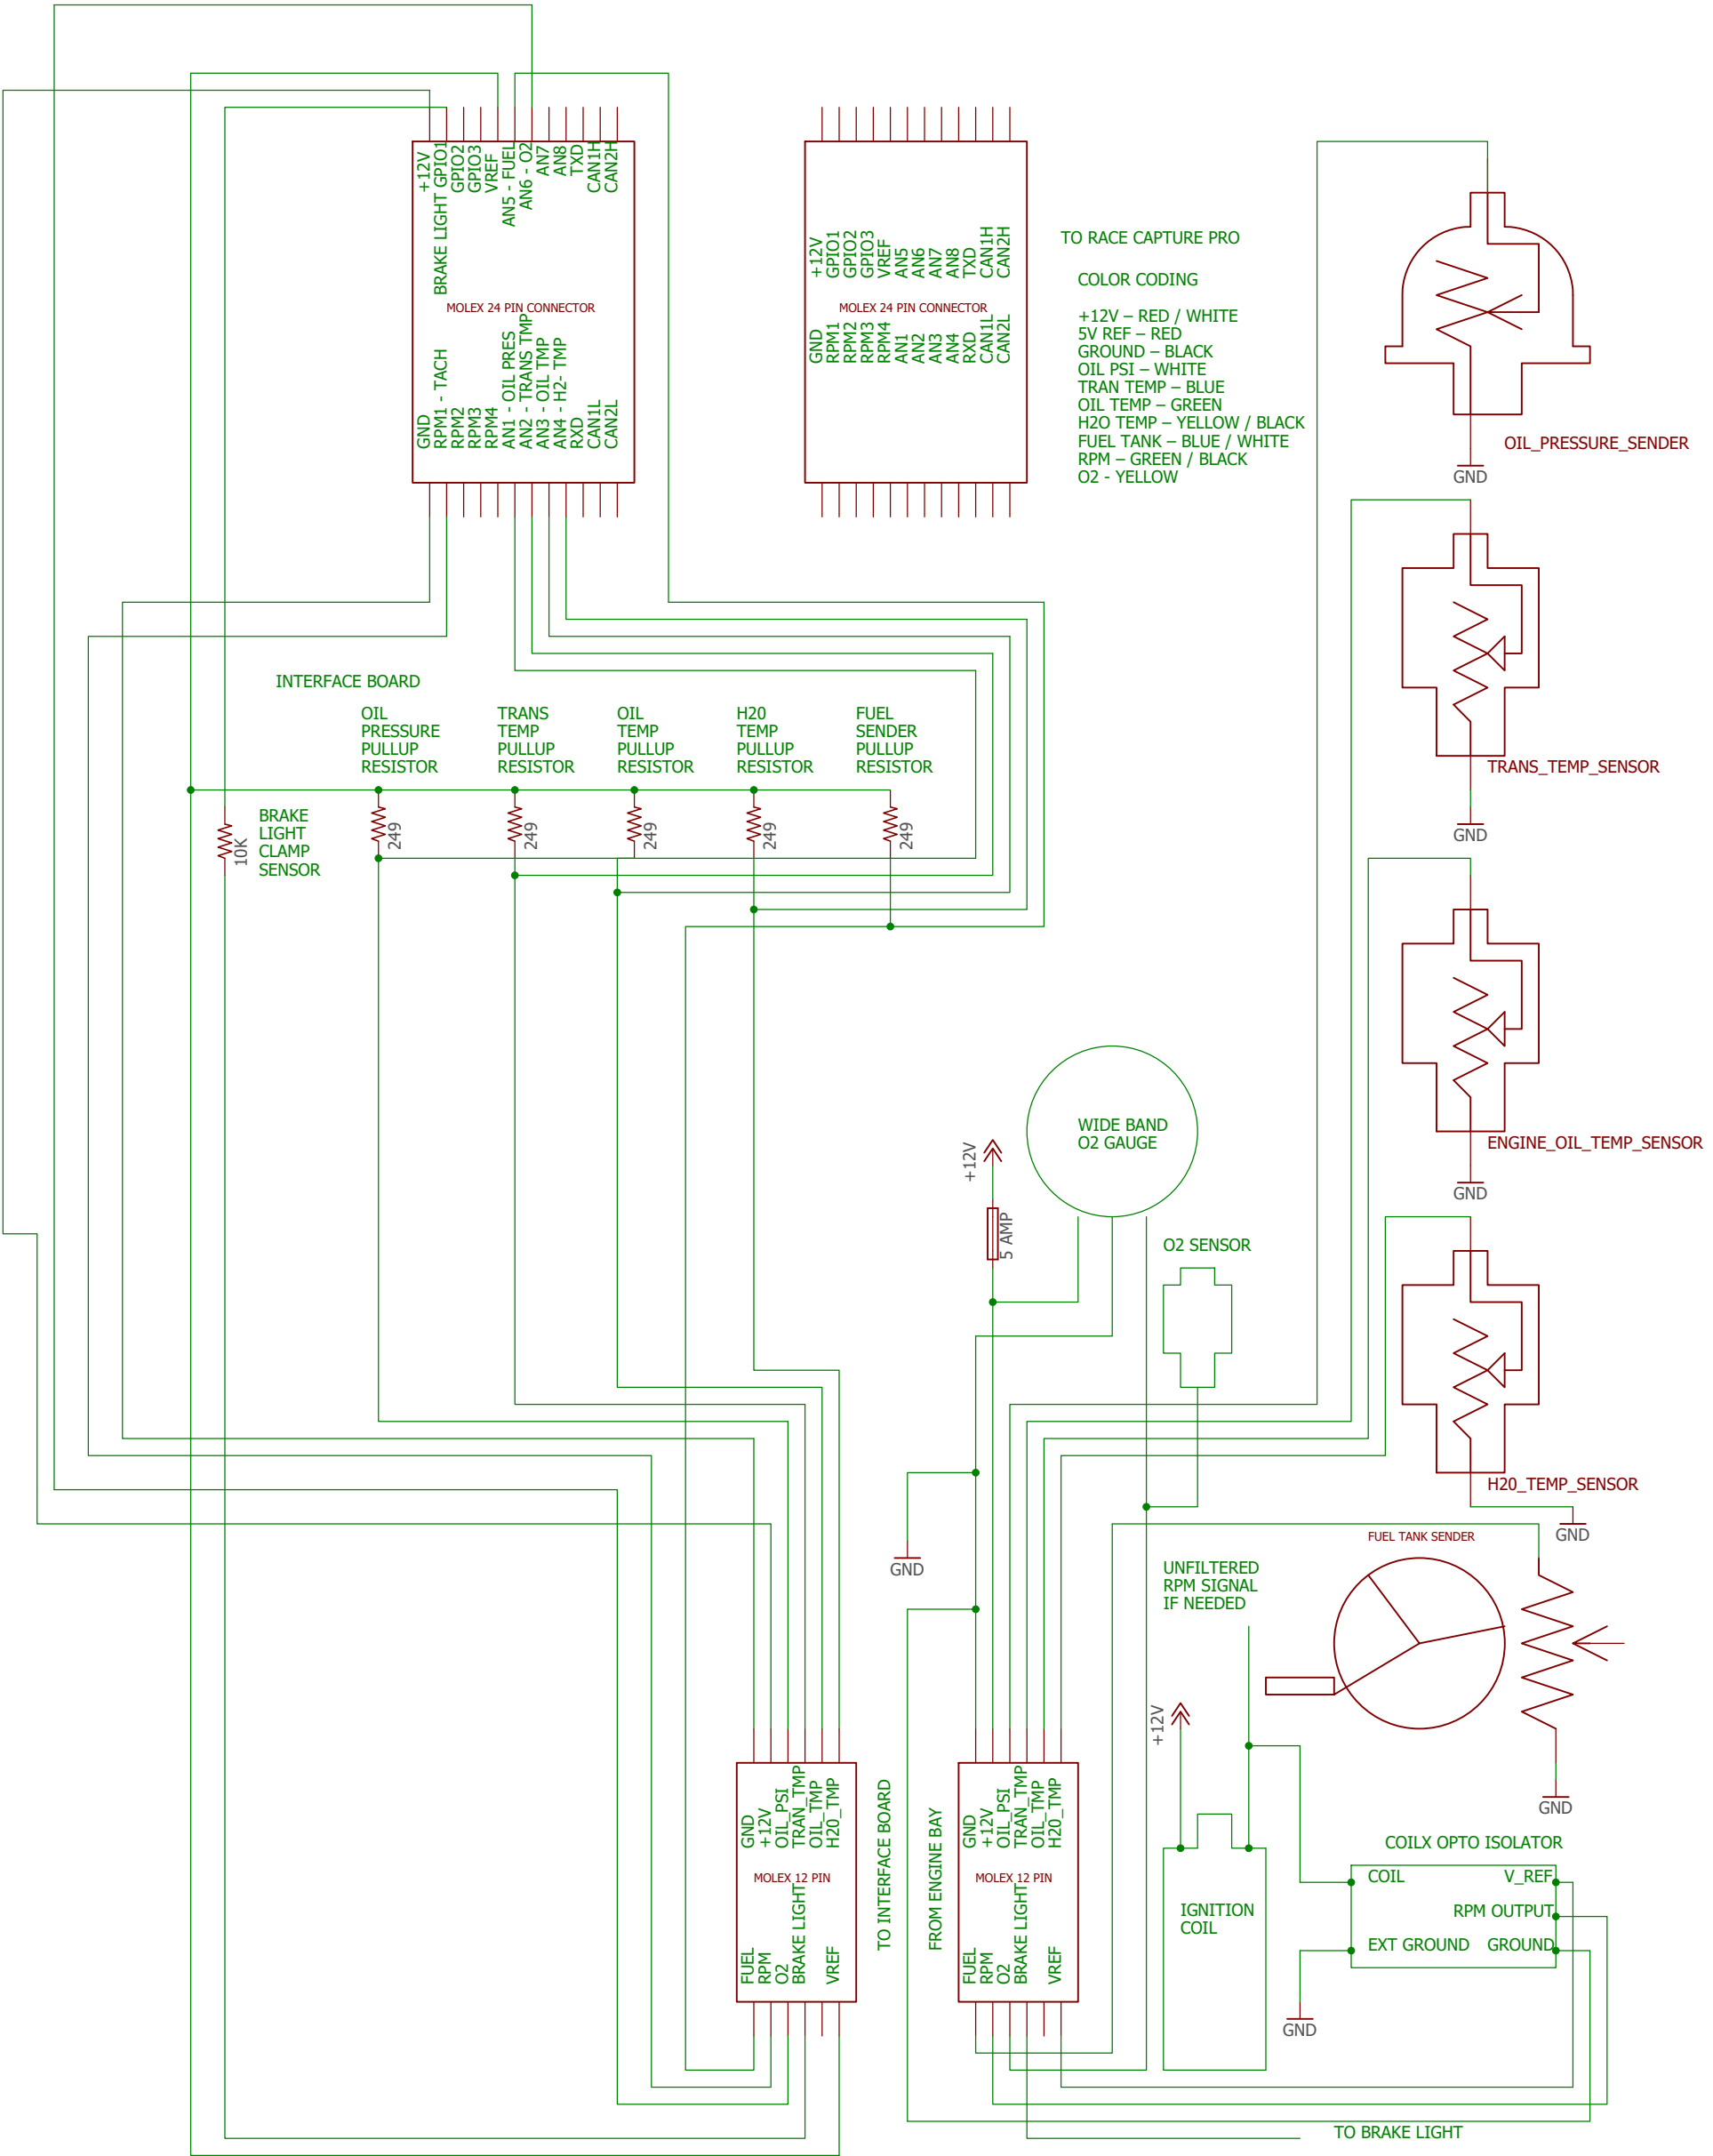 +12V
BRAKE LIGHT GPIO1
GPIO2
GPIO3
VREF
AN5 - FUEL
AN6 - O2
AN7
AN8
TXD
CAN1H
CAN2H
MOLEX 24 PIN CONNECTOR
GND
RPM1 - TACH
RPM2
RPM3
RPM4
AN1 - OIL PRES
AN2 - TRANS TMP
AN3 - OIL TMP
AN4 - H2- TMP
RXD
CAN1L
CAN2L
+12V
GPIO1
GPIO2
GPIO3
VREF
AN5
AN6
AN7
AN8
TXD
CAN1H
CAN2H
MOLEX 24 PIN CONNECTOR
GND
RPM1
RPM2
RPM3
RPM4
AN1
AN2
AN3
AN4
RXD
CAN1L
CAN2L
TO RACE CAPTURE PRO
COLOR CODING
+12V – RED / WHITE
5V REF – RED
GROUND – BLACK
OIL PSI – WHITE
TRAN TEMP – BLUE
OIL TEMP – GREEN
H2O TEMP – YELLOW / BLACK
FUEL TANK – BLUE / WHITE
RPM – GREEN / BLACK
O2 - YELLOW
OIL_PRESSURE_SENDER
GND
TRANS_TEMP_SENSOR
GND
ENGINE_OIL_TEMP_SENSOR
GND
H20_TEMP_SENSOR
GND
INTERFACE BOARD
OIL
PRESSURE
PULLUP
RESISTOR
TRANS
TEMP
PULLUP
RESISTOR
OIL
TEMP
PULLUP
RESISTOR
H20
TEMP
PULLUP
RESISTOR
FUEL
SENDER
PULLUP
RESISTOR
10K
BRAKE
LIGHT
CLAMP
SENSOR
249
249
249
249
249
WIDE BAND
O2 GAUGE
+12V
5 AMP
O2 SENSOR
GND
FUEL TANK SENDER
GND
UNFILTERED
RPM SIGNAL
IF NEEDED
+12V
IGNITION
COIL
COILX OPTO ISOLATOR
COIL
V_REF
RPM OUTPUT
EXT GROUND
GROUND
GND
GND
+12V
OIL_PSI
TRAN_TMP
OIL_TMP
H20_TMP
MOLEX 12 PIN
FUEL
RPM
O2
BRAKE LIGHT
VREF
TO INTERFACE BOARD
FROM ENGINE BAY
GND
+12V
OIL_PSI
TRAN_TMP
OIL_TMP
H20_TMP
MOLEX 12 PIN
FUEL
RPM
O2
BRAKE LIGHT
VREF
TO BRAKE LIGHT